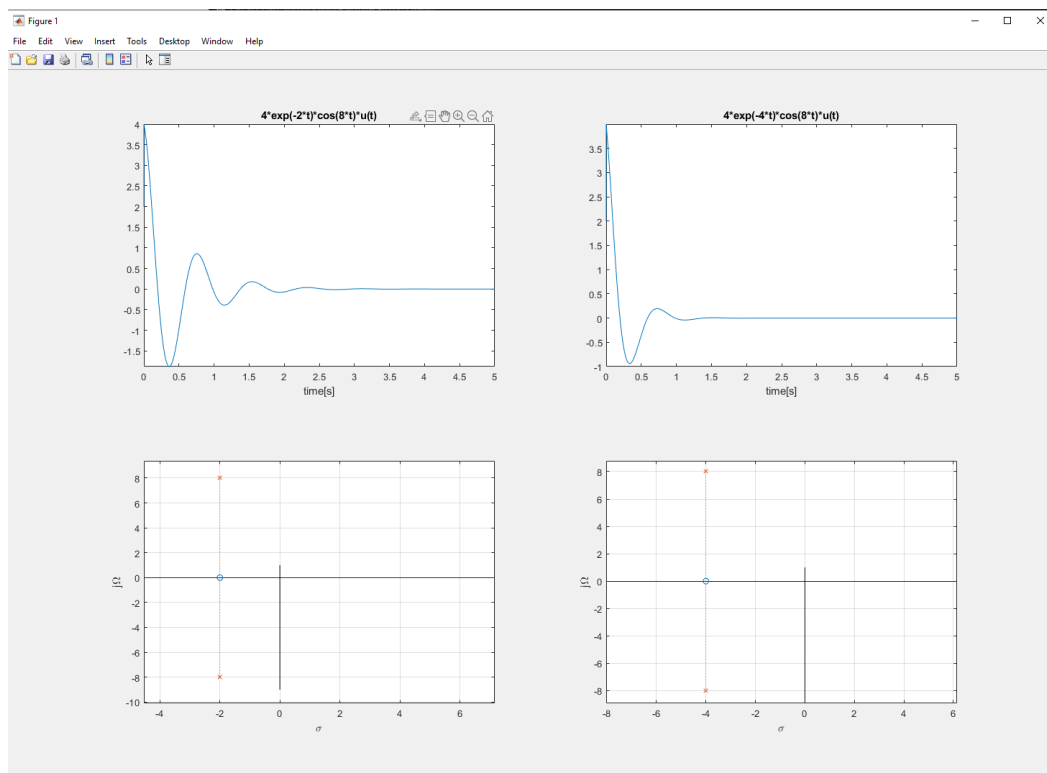 Figure 1
File Edit View Insert Tools Desktop Window Help
4*exp(-2*t)*cos(8*t)*u(t)
4
3.5
3
2.5
2
1.5
1
0.5
0
-0.5
-1
-1.5
0 0.5 1 1.5 2 2.5 3 3.5 4 4.5 5
time[s]
4*exp(-4*t)*cos(8*t)*u(t)
3.5
3
2.5
2
1.5
1
0.5
0
-0.5
-1
0 0.5 1 1.5 2 2.5 3 3.5 4 4.5 5
time[s]
8
6
4
2
0
-2
-4
-6
-8
-10
jΩ
-4 -2 0 2 4 6
σ
8
6
4
2
0
-2
-4
-6
-8
jΩ
-8 -6 -4 -2 0 2 4 6
σ